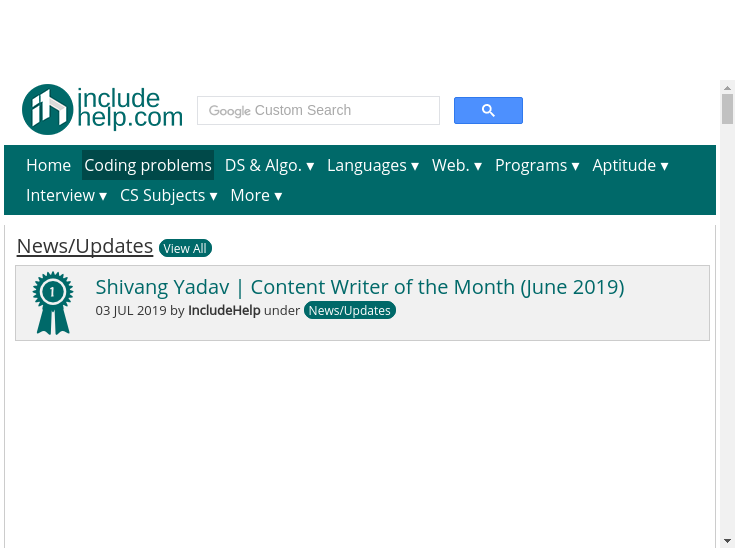 include
help.com
Google Custom Search
Home Coding problems DS & Algo. ▾ Languages ▾ Web. ▾ Programs ▾ Aptitude ▾
Interview ▾ CS Subjects ▾ More ▾
News/Updates View All
1
Shivang Yadav | Content Writer of the Month (June 2019)
03 JUL 2019 by IncludeHelp under News/Updates